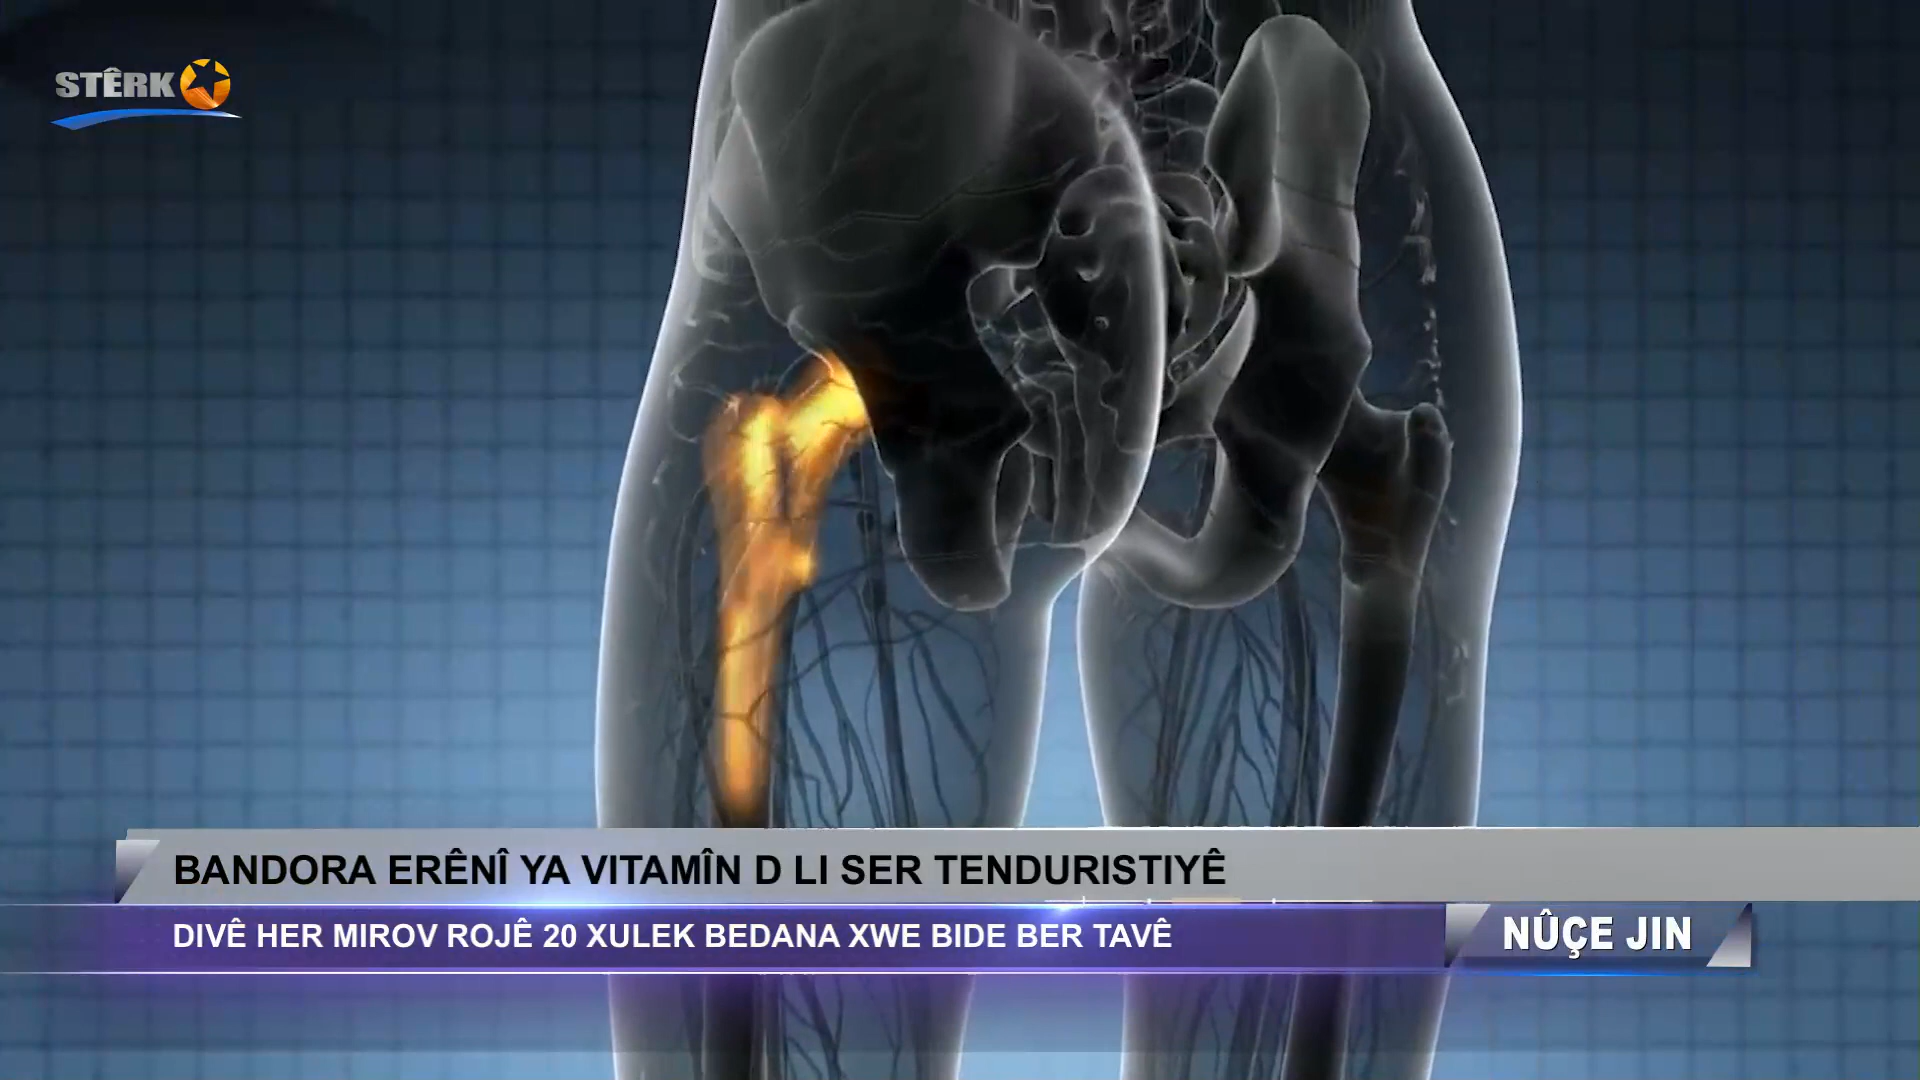 STÊRK
BANDORA ERÊNÎ YA VITAMÎN D LI SER TENDURISTIYÊ
DIVÊ HER MIROV ROJÊ 20 XULEK BEDANA XWE BIDE BER TAVÊ
NÛÇE JIN